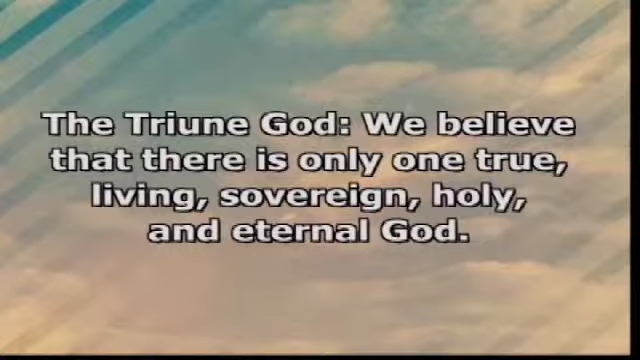 The Triune God: We believe
that there is only one true,
living, sovereign, holy,
and eternal God.